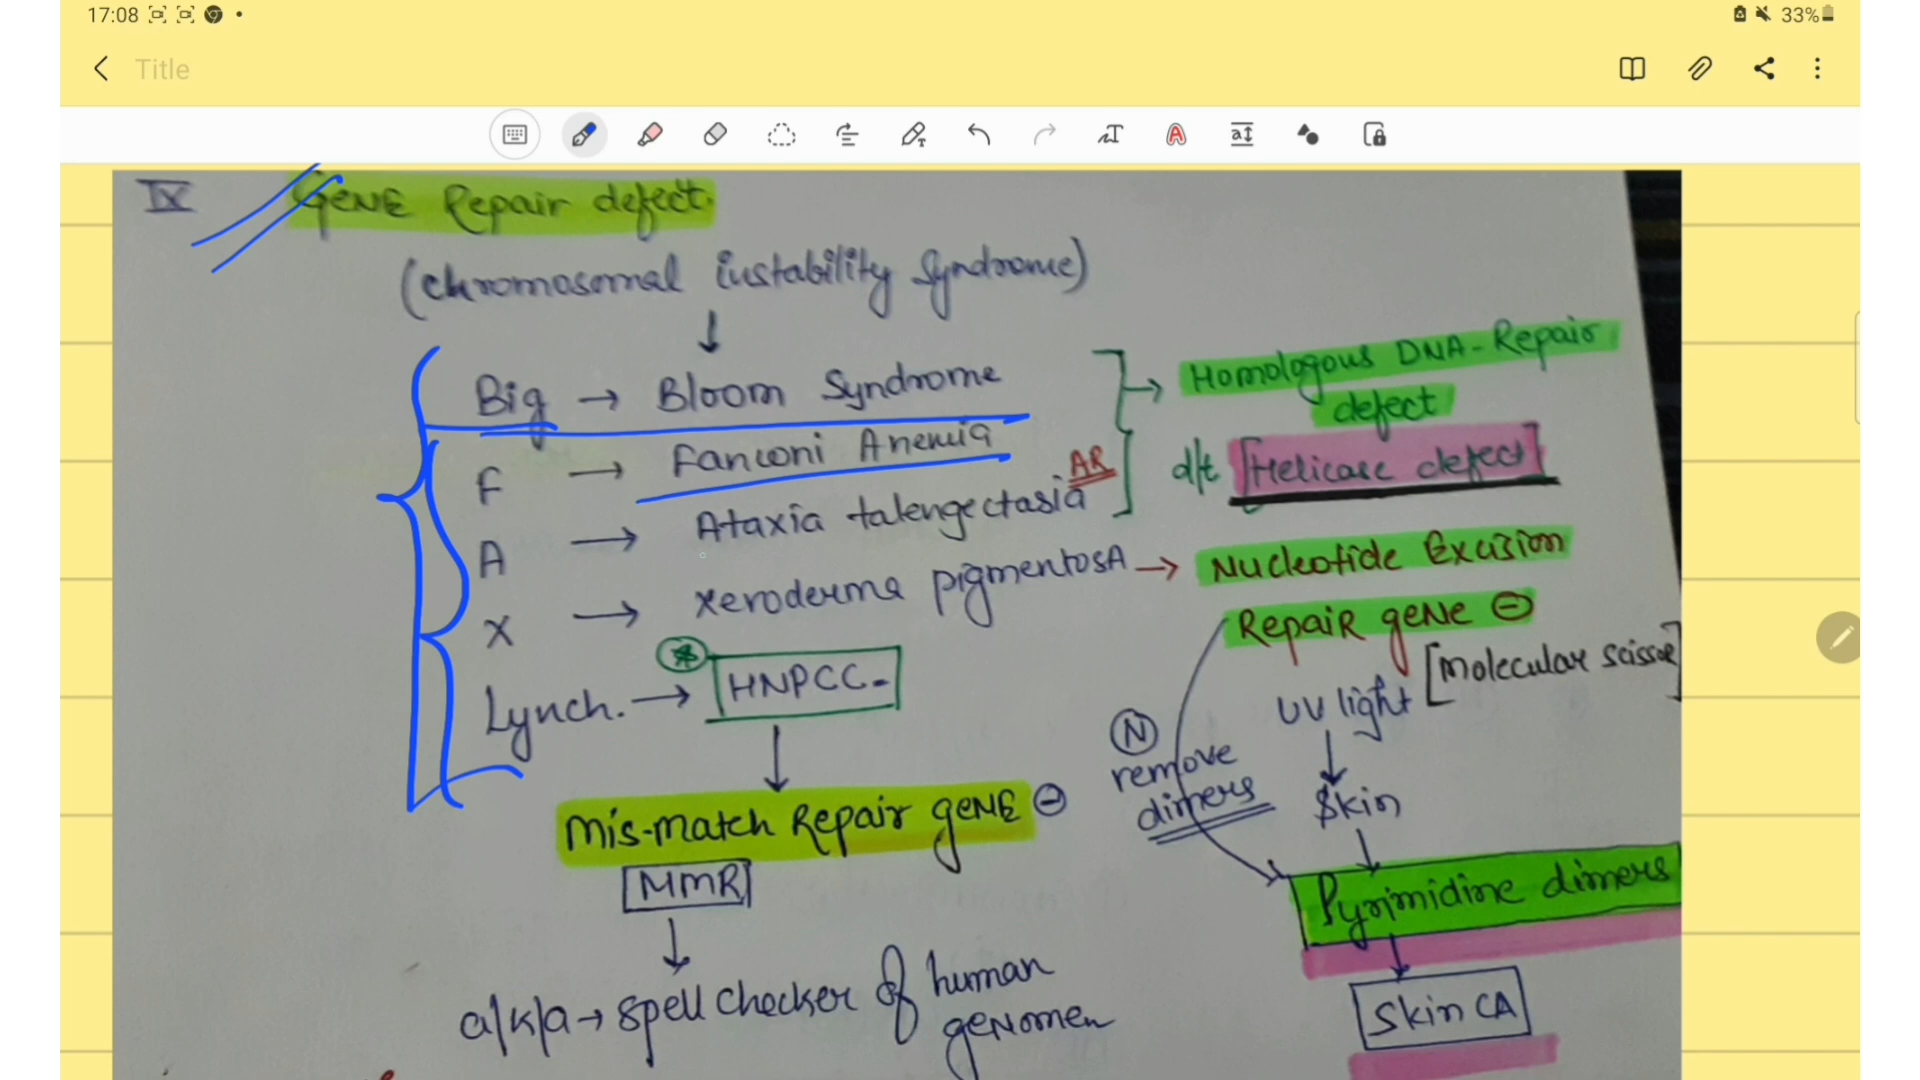 17:08
33%
Title
IX GENE Repair defect.
(chromosomal instability Syndrome)
Big → Bloom Syndrome
F → Fanconi Anemia
A → Ataxia talengectasia AR
X → Xeroderma pigmentosA → Nucleotide Excision
Repair geNe ⊖
[Molecular scissor]
Homologous DNA-Repair
defect
d/t [Helicase defect]
Lynch. → HNPCC
Mis-match Repair geNE ⊖
[MMR]
a/k/a → spell checker of human
genomen
UV light
Skin
N
remove
dimers
Pyrimidine dimers
Skin CA
A